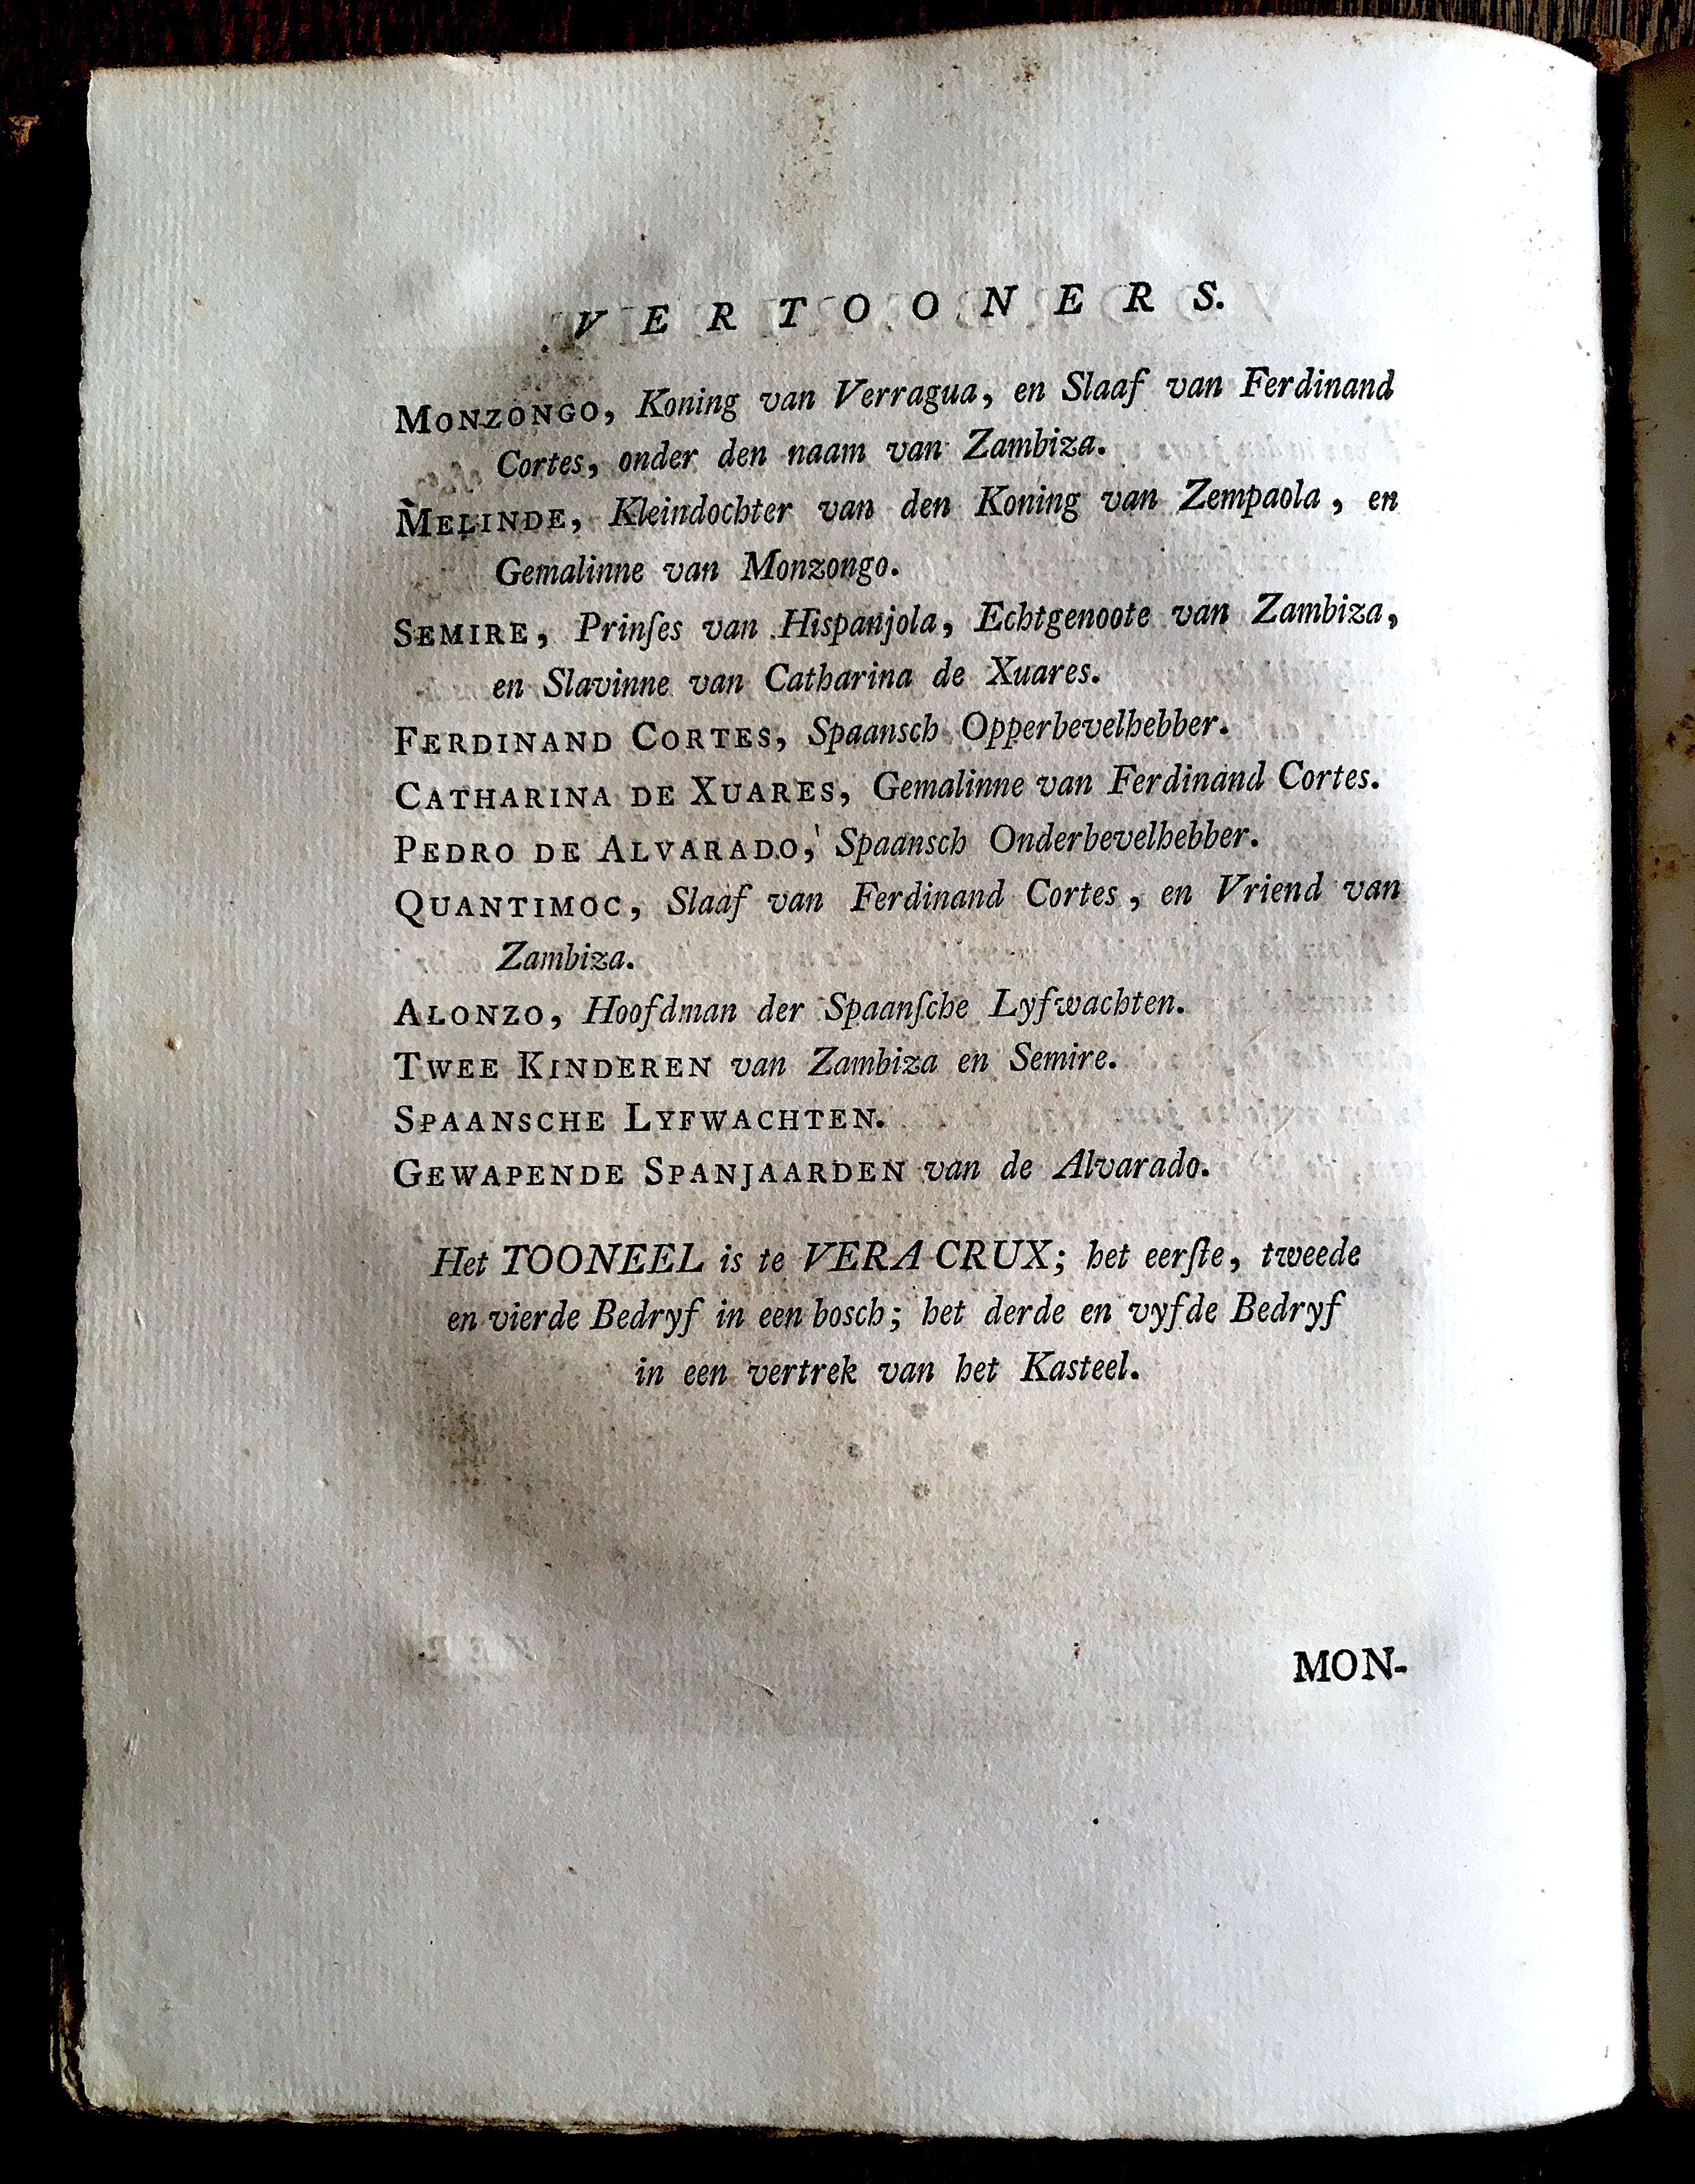 VERTOONERS.
MONZONGO, Koning van Verragua, en Slaaf van Ferdinand
Cortes, onder den naam van Zambiza.
MELINDE, Kleindochter van den Koning van Zempaola, en
Gemalinne van Monzongo.
SEMIRE, Prinſes van Hispanjola, Echtgenoote van Zambiza,
en Slavinne van Catharina de Xuares.
FERDINAND CORTES, Spaansch Opperbevelhebber.
CATHARINA DE XUARES, Gemalinne van Ferdinand Cortes.
PEDRO DE ALVARADO, Spaansch Onderbevelhebber.
QUANTIMOC, Slaaf van Ferdinand Cortes, en Vriend van
Zambiza.
ALONZO, Hoofdman der Spaanſche Lyfwachten.
TWEE KINDEREN van Zambiza en Semire.
SPAANSCHE LYFWACHTEN.
GEWAPENDE SPANJAARDEN van de Alvarado.
Het TOONEEL is te VERA CRUX; het eerſte, tweede
en vierde Bedryf in een bosch; het derde en vyfde Bedryf
in een vertrek van het Kasteel.
MON-